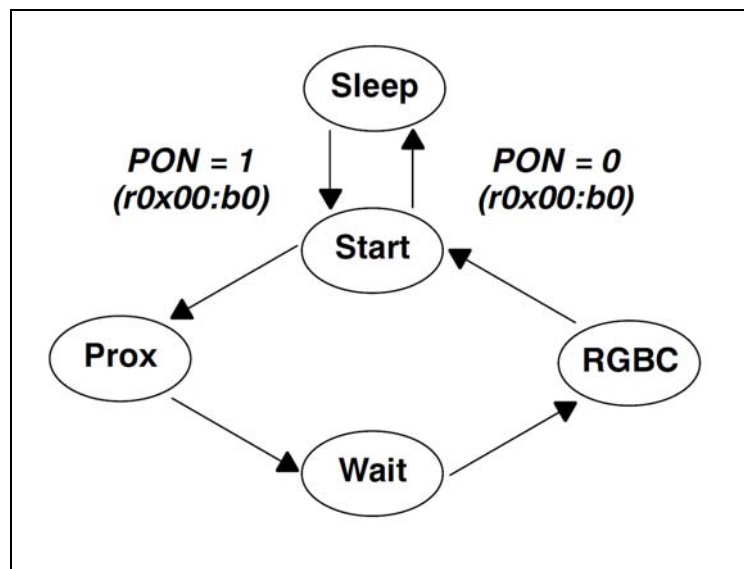 Sleep
PON = 1
(r0x00:b0)
PON = 0
(r0x00:b0)
Start
Prox
RGBC
Wait